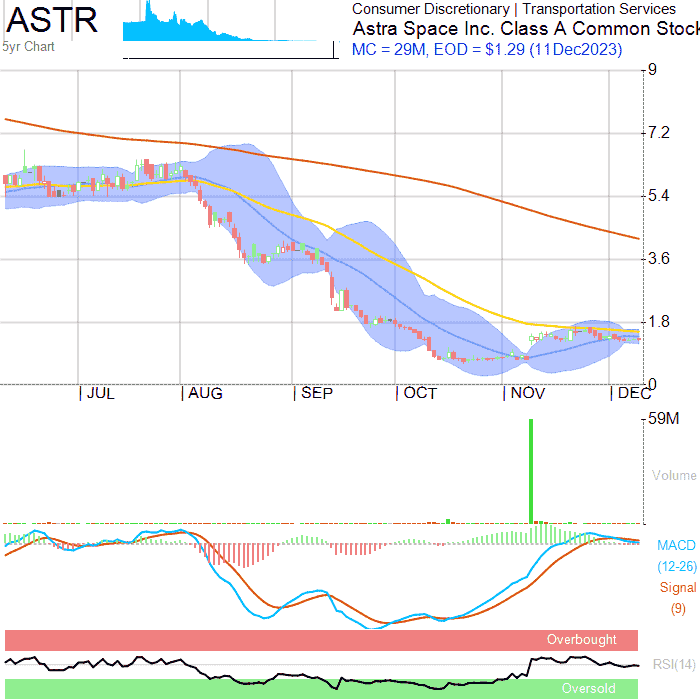 ASTR
5yr Chart
Consumer Discretionary | Transportation Services
Astra Space Inc. Class A Common Stock
MC = 29M, EOD = $1.29 (11Dec2023)
9
7.2
5.4
3.6
1.8
0
JUL AUG SEP OCT NOV DEC
59M
Volume
MACD
(12-26)
Signal
(9)
Overbought
RSI(14)
Oversold